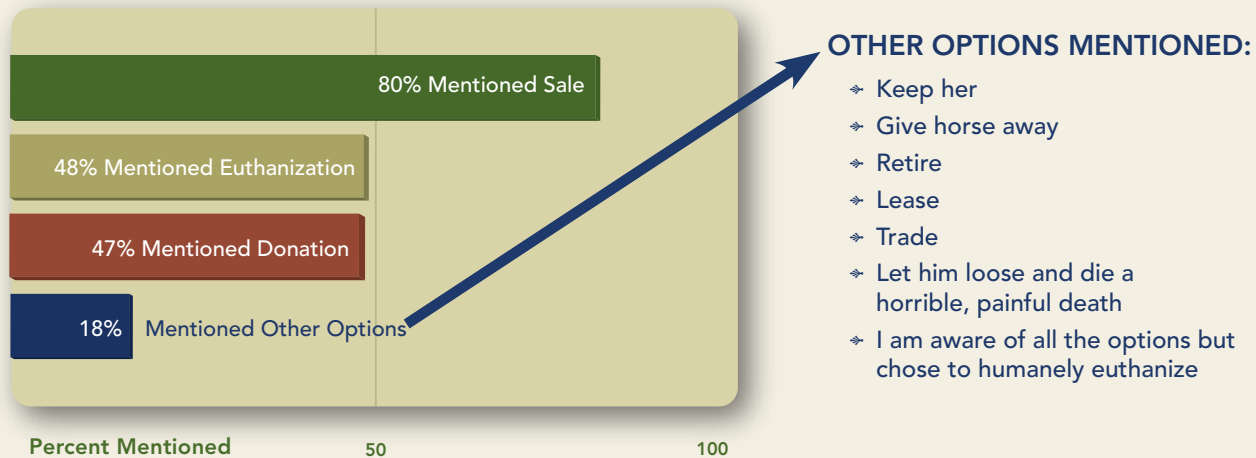 80% Mentioned Sale
48% Mentioned Euthanization
47% Mentioned Donation
18% Mentioned Other Options
Percent Mentioned 50 100
OTHER OPTIONS MENTIONED:
Keep her
Give horse away
Retire
Lease
Trade
Let him loose and die a
horrible, painful death
I am aware of all the options but
chose to humanely euthanize